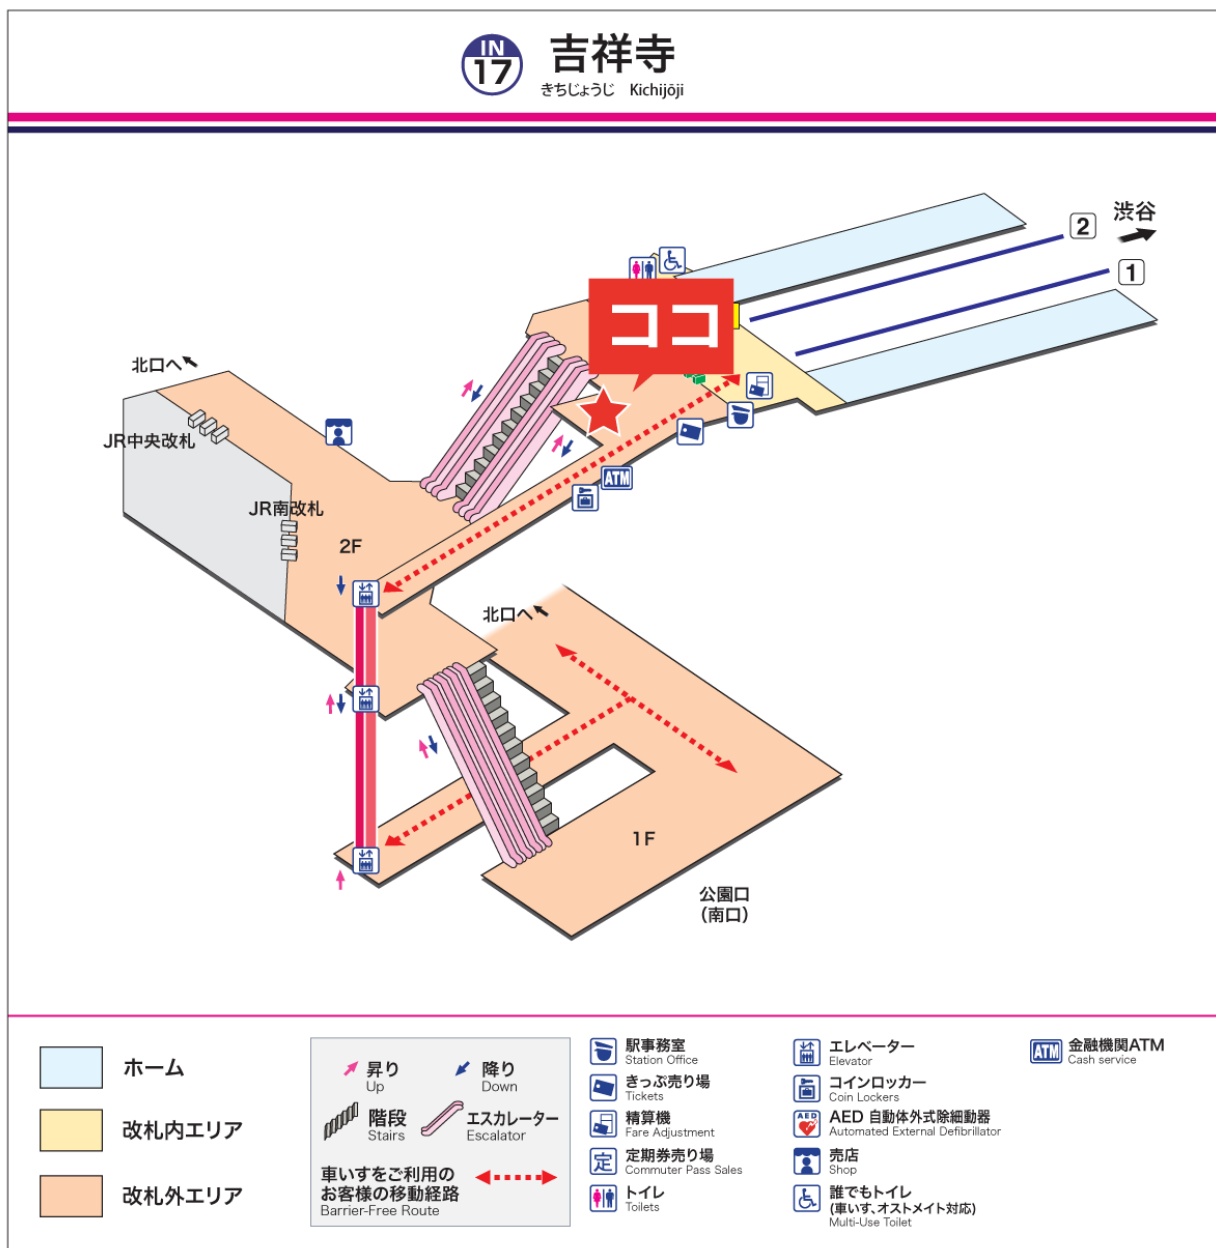 IN
17
吉祥寺
きちじょうじ Kichijōji
2
渋谷
1
ココ
北口へ
JR中央改札
JR南改札
ATM
2F
北口へ
1F
公園口
(南口)
ホーム
改札内エリア
改札外エリア
昇り
Up
降り
Down
階段
Stairs
エスカレーター
Escalator
車いすをご利用の
お客様の移動経路
Barrier-Free Route
駅事務室
Station Office
きっぷ売り場
Tickets
精算機
Fare Adjustment
定
定期券売り場
Commuter Pass Sales
トイレ
Toilets
エレベーター
Elevator
コインロッカー
Coin Lockers
AED
AED 自動体外式除細動器
Automated External Defibrillator
売店
Shop
誰でもトイレ
(車いす、オストメイト対応)
Multi-Use Toilet
ATM
金融機関ATM
Cash service